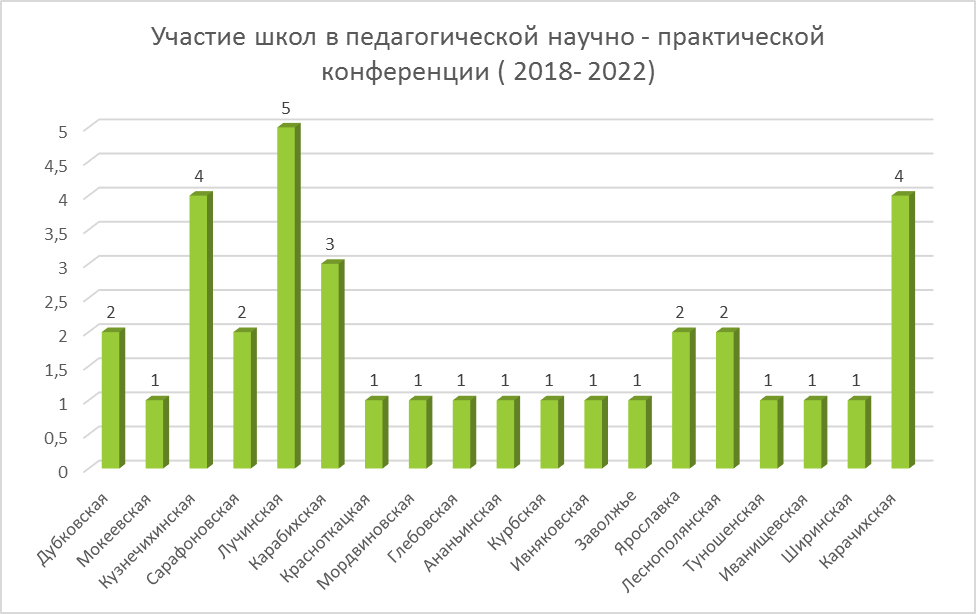 Участие школ в педагогической научно - практической
конференции ( 2018- 2022)
5
4,5
4
3,5
3
2,5
2
1,5
1
0,5
0
2
1
4
2
5
3
1
1
1
1
1
1
1
2
2
1
1
1
4
Дубковская
Мокеевская
Кузнечихинская
Сарафоновская
Лучинская
Карабихская
Красноткацкая
Мордвиновская
Глебовская
Ананьинская
Курбская
Ивняковская
Заволжье
Ярославка
Леснополянская
Туношенская
Иванищевская
Ширинская
Карачихская